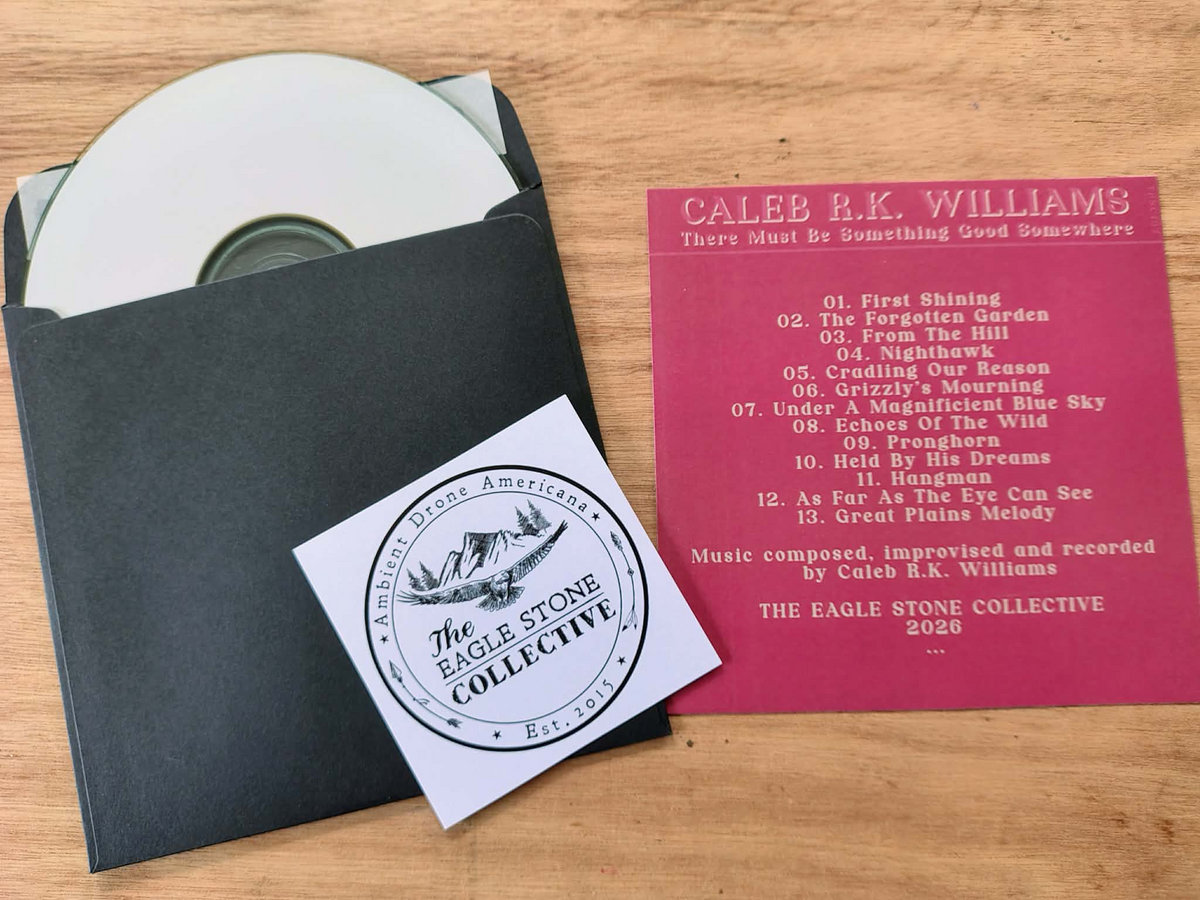 Ambient Drone Americana
The
EAGLE STONE
COLLECTIVE
Est. 2015
CALEB R.K. WILLIAMS
There Must Be Something Good Somewhere
01. First Shining
02. The Forgotten Garden
03. From The Hill
04. Nighthawk
05. Cradling Our Reason
06. Grizzly's Mourning
07. Under A Magnificient Blue Sky
08. Echoes Of The Wild
09. Pronghorn
10. Held By His Dreams
11. Hangman
12. As Far As The Eye Can See
13. Great Plains Melody
Music composed, improvised and recorded
by Caleb R.K. Williams
THE EAGLE STONE COLLECTIVE
2026
...